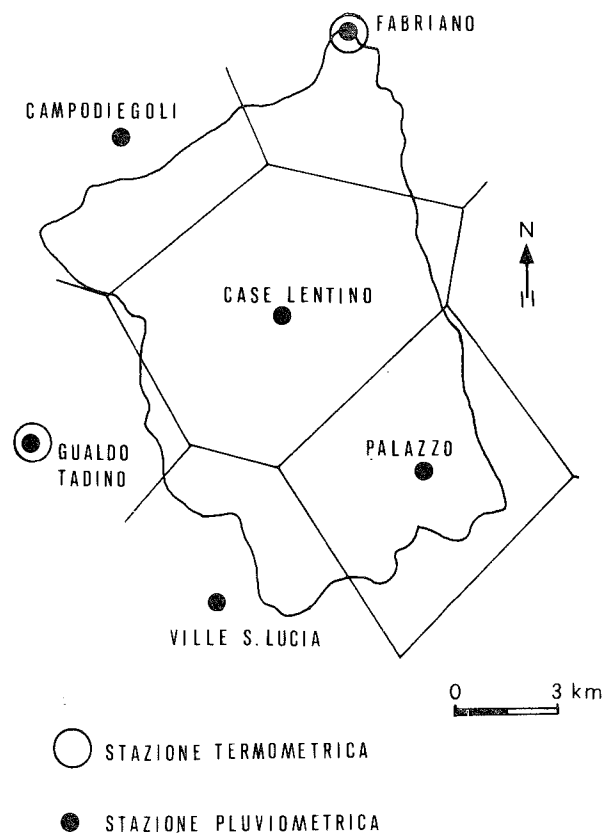 FABRIANO
CAMPODIEGOLI
N
CASE LENTINO
PALAZZO
GUALDO
TADINO
VILLE S. LUCIA
0 3 km
STAZIONE TERMOMETRICA
STAZIONE PLUVIOMETRICA